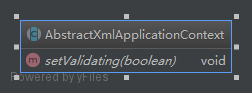 C AbstractXmlApplicationContext
m setValidating(boolean) void
Powered by yFiles